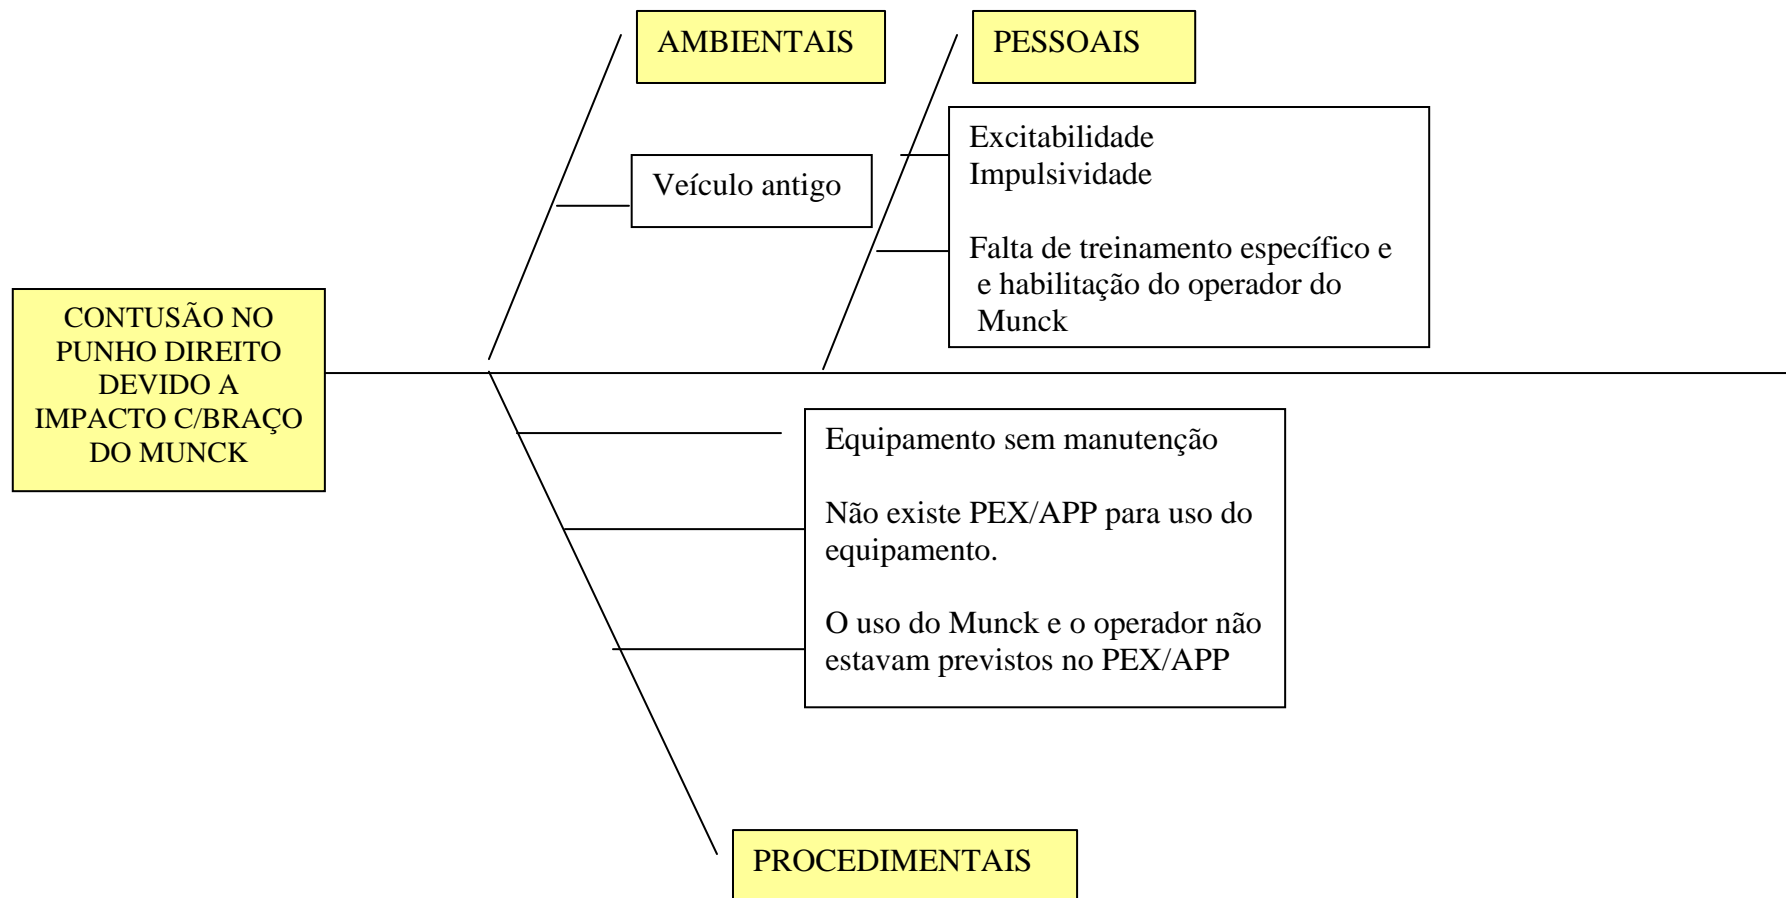 AMBIENTAIS
PESSOAIS
Veículo antigo
Excitabilidade
Impulsividade
Falta de treinamento específico e
e habilitação do operador do
Munck
CONTUSÃO NO
PUNHO DIREITO
DEVIDO A
IMPACTO C/BRAÇO
DO MUNCK
Equipamento sem manutenção
Não existe PEX/APP para uso do
equipamento.
O uso do Munck e o operador não
estavam previstos no PEX/APP
PROCEDIMENTAIS